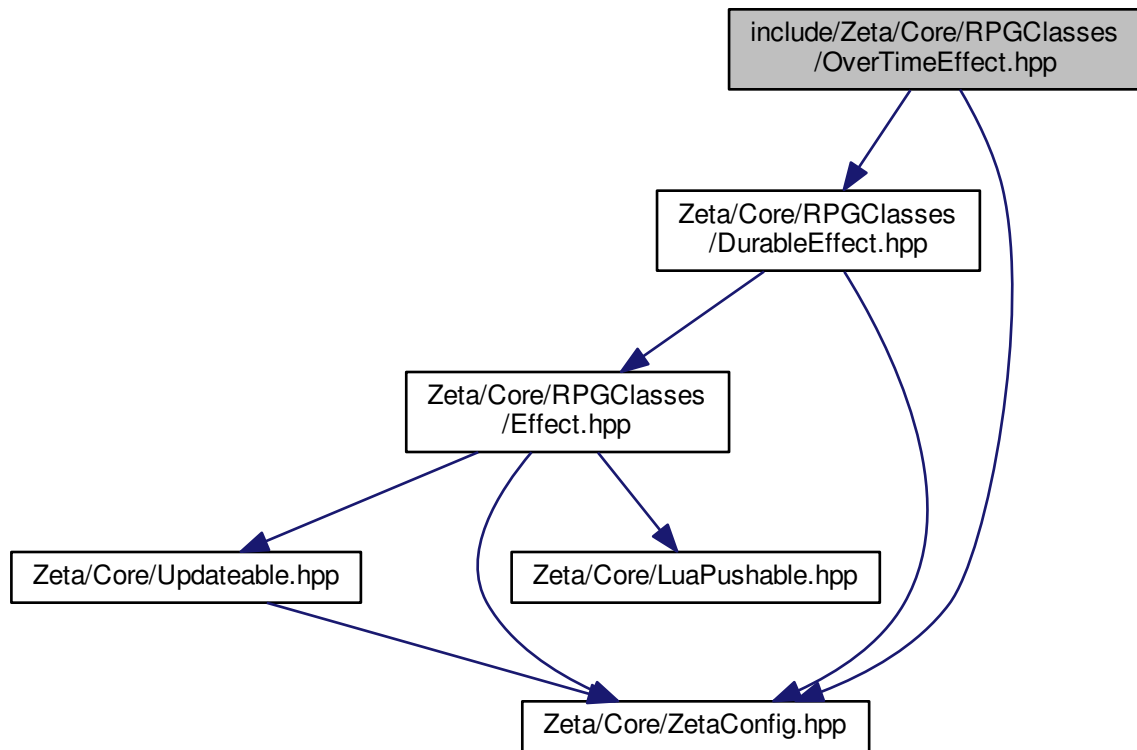 include/Zeta/Core/RPGClasses
/OverTimeEffect.hpp
Zeta/Core/RPGClasses
/DurableEffect.hpp
Zeta/Core/RPGClasses
/Effect.hpp
Zeta/Core/Updateable.hpp
Zeta/Core/LuaPushable.hpp
Zeta/Core/ZetaConfig.hpp